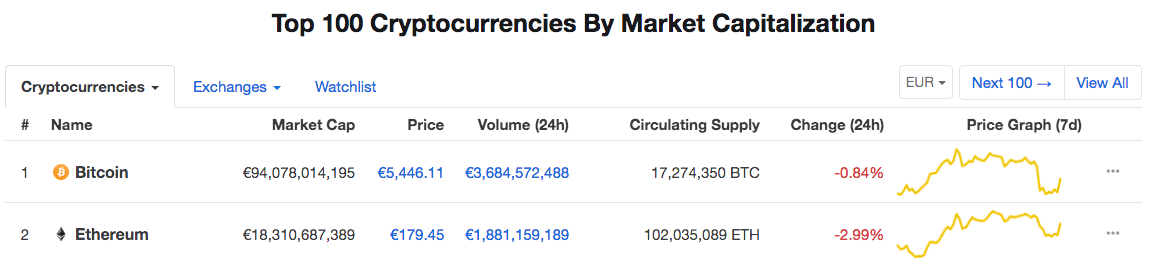 Top 100 Cryptocurrencies By Market Capitalization
Cryptocurrencies Exchanges Watchlist EUR Next 100 → View All
# Name Market Cap Price Volume (24h) Circulating Supply Change (24h) Price Graph (7d)
1 Bitcoin €94,078,014,195 €5,446.11 €3,684,572,488 17,274,350 BTC -0.84%
2 Ethereum €18,310,687,389 €179.45 €1,881,159,189 102,035,089 ETH -2.99%